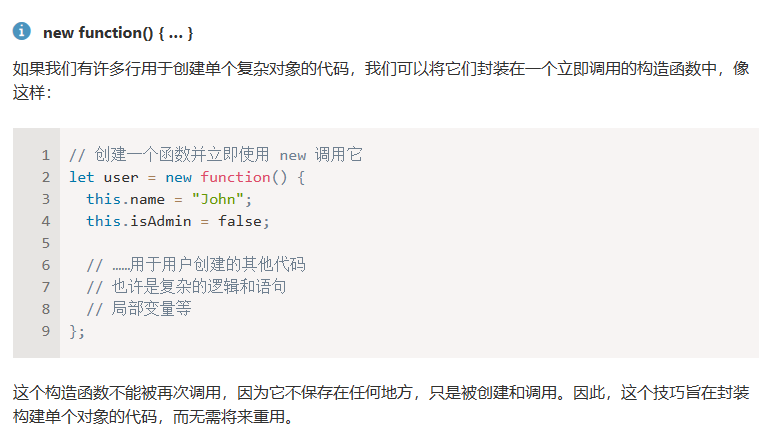 new function() { … }
如果我们有许多行用于创建单个复杂对象的代码，我们可以将它们封装在一个立即调用的构造函数中，像
这样：
1 // 创建一个函数并立即使用 new 调用它
2 let user = new function() {
3   this.name = "John";
4   this.isAdmin = false;
5
6   // ……用于用户创建的其他代码
7   // 也许是复杂的逻辑和语句
8   // 局部变量等
9 };
这个构造函数不能被再次调用，因为它不保存在任何地方，只是被创建和调用。因此，这个技巧旨在封装
构建单个对象的代码，而无需将来重用。